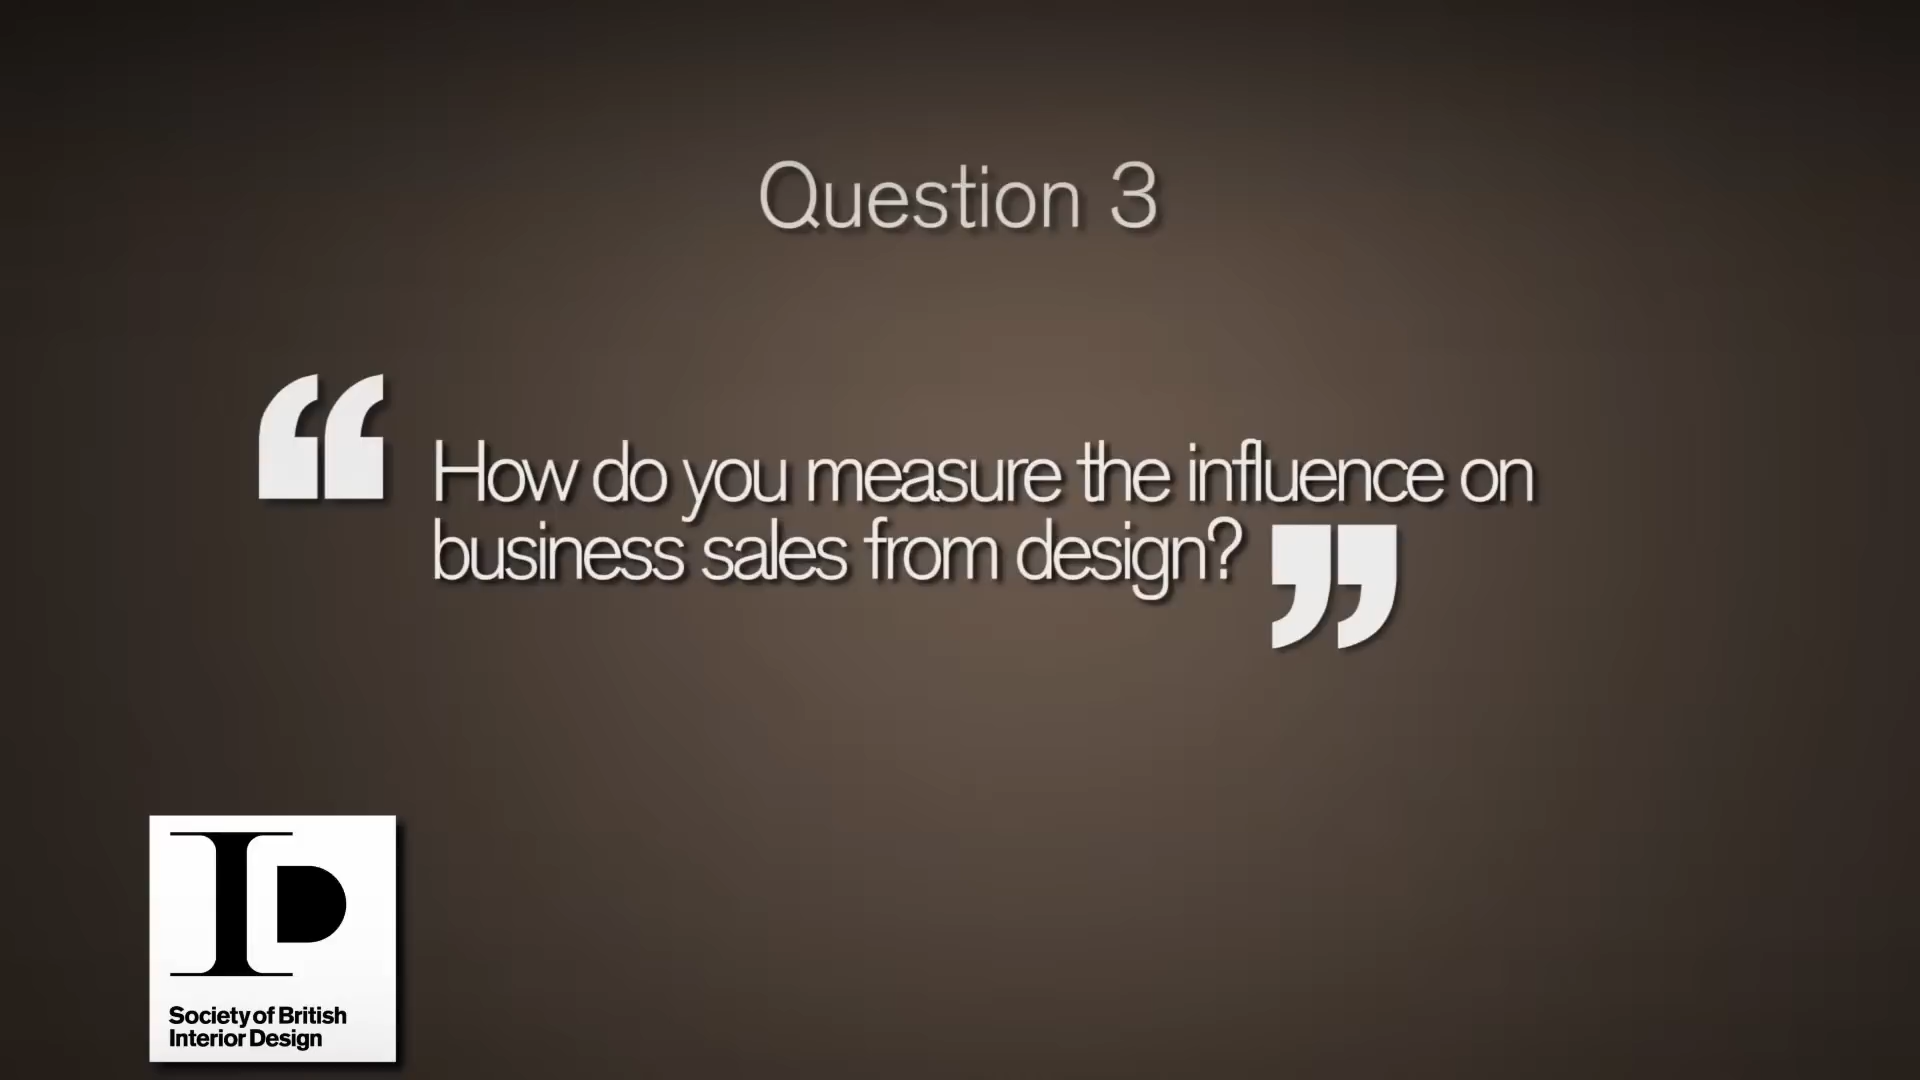 Question 3
“How do you measure the influence on
business sales from design?”
Society of British
Interior Design